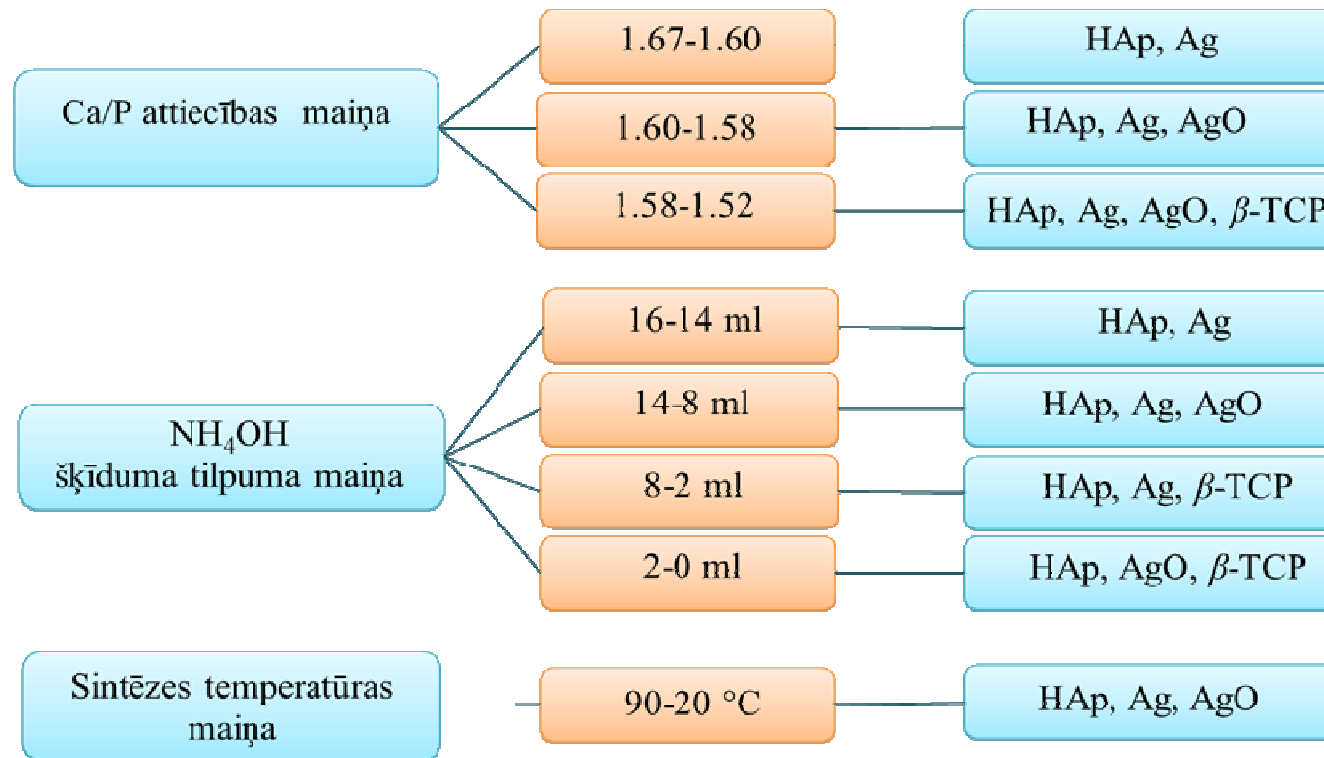 Ca/P attiecības maiņa
1.67-1.60
HAp, Ag
1.60-1.58
HAp, Ag, AgO
1.58-1.52
HAp, Ag, AgO, β-TCP
NH₄OH
šķīduma tilpuma maiņa
16-14 ml
HAp, Ag
14-8 ml
HAp, Ag, AgO
8-2 ml
HAp, Ag, β-TCP
2-0 ml
HAp, AgO, β-TCP
Sintēzes temperatūras
maiņa
90-20 °C
HAp, Ag, AgO